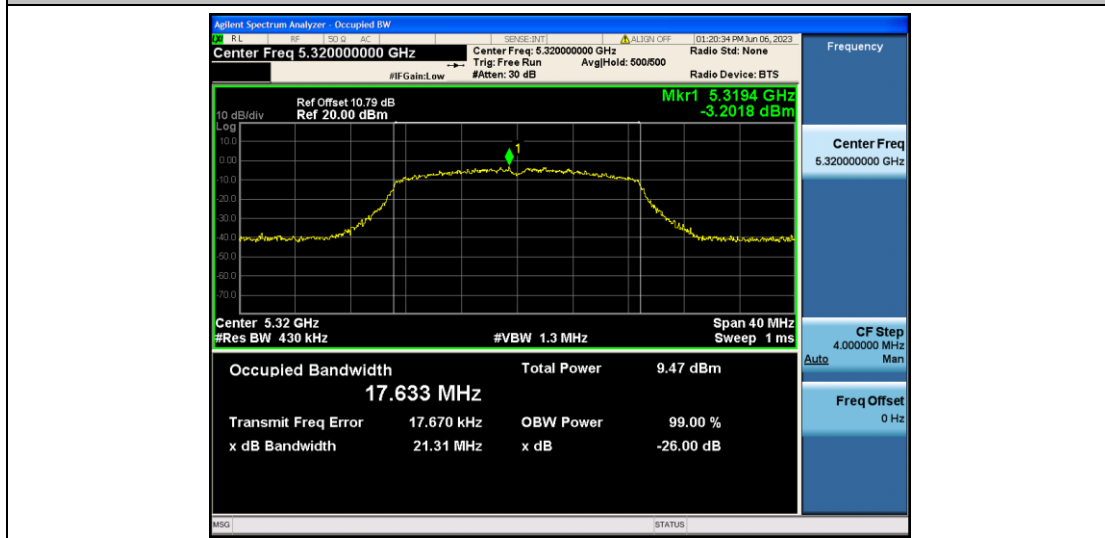 Agilent Spectrum Analyzer - Occupied BW
RL RF 50 Ω AC SENSE:INT ALIGN OFF 01:20:34 PM Jun 06, 2023
Center Freq 5.320000000 GHz
Center Freq: 5.320000000 GHz
Radio Std: None
Trig: Free Run
Avg|Hold: 500/500
#IFGain:Low
#Atten: 30 dB
Radio Device: BTS
Mkr1 5.3194 GHz
-3.2018 dBm
Ref Offset 10.79 dB
10 dB/div
Ref 20.00 dBm
Log
10.0
0.00
-10.0
-20.0
-30.0
-40.0
-50.0
-60.0
-70.0
1
Center 5.32 GHz
Span 40 MHz
#Res BW 430 kHz
#VBW 1.3 MHz
Sweep 1 ms
Occupied Bandwidth
Total Power 9.47 dBm
17.633 MHz
Transmit Freq Error 17.670 kHz
OBW Power 99.00 %
x dB Bandwidth 21.31 MHz
x dB -26.00 dB
MSG
STATUS
Frequency
Center Freq
5.320000000 GHz
CF Step
4.000000 MHz
Auto Man
Freq Offset
0 Hz